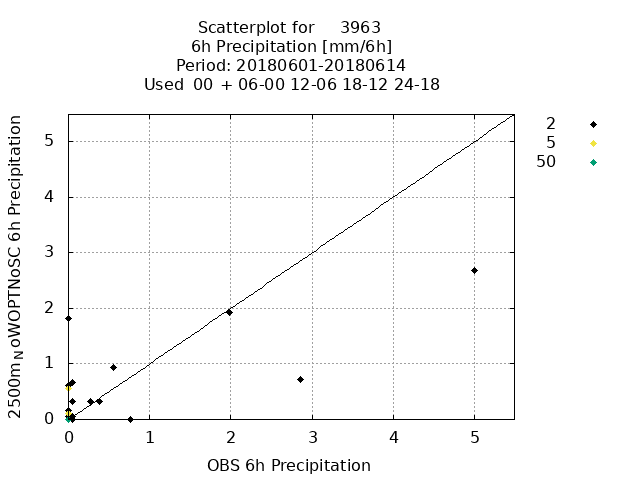 Scatterplot for 3963
6h Precipitation [mm/6h]
Period: 20180601-20180614
Used 00 + 06-00 12-06 18-12 24-18
2
5
50
2500m NoWOPTNoSC 6h Precipitation
5
4
3
2
1
0
0 1 2 3 4 5
OBS 6h Precipitation